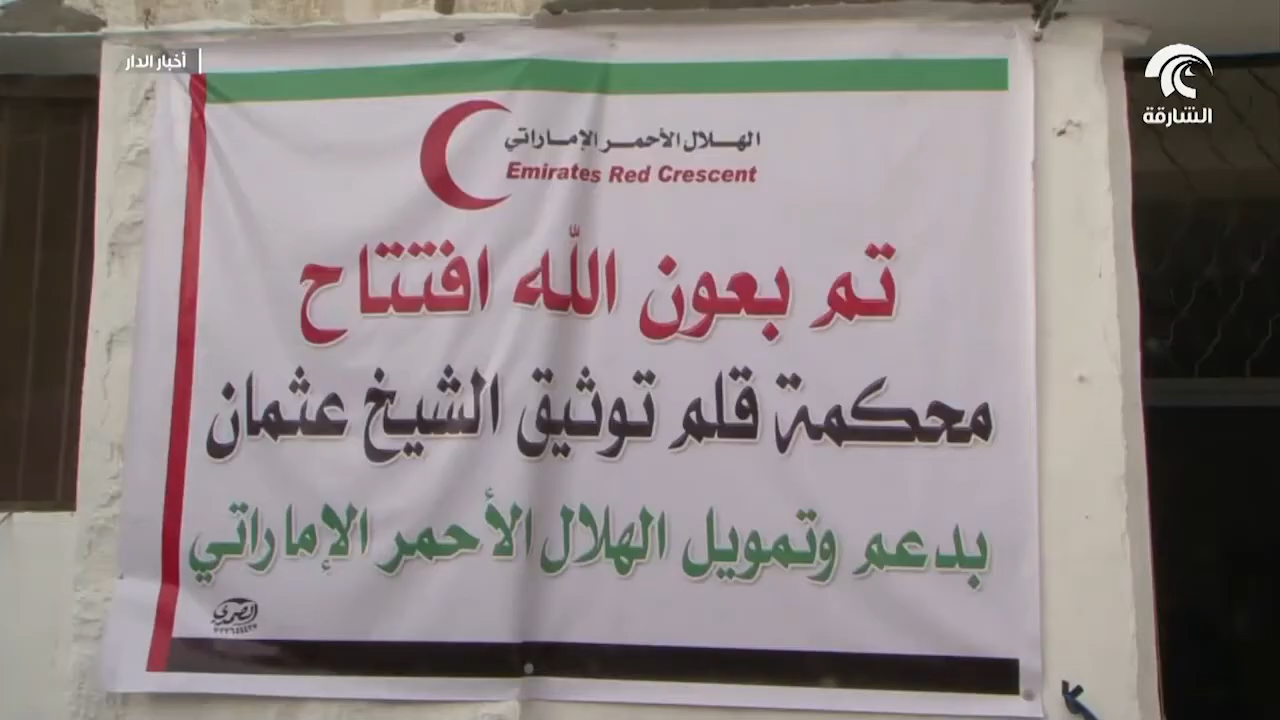 أخبار الدار
الشارقة
الهلال الأحمر الإماراتي
Emirates Red Crescent
تم بعون اللّه افتتاح
محكمة قلم توثيق الشيخ عثمان
بدعم وتمويل الهلال الأحمر الإماراتي